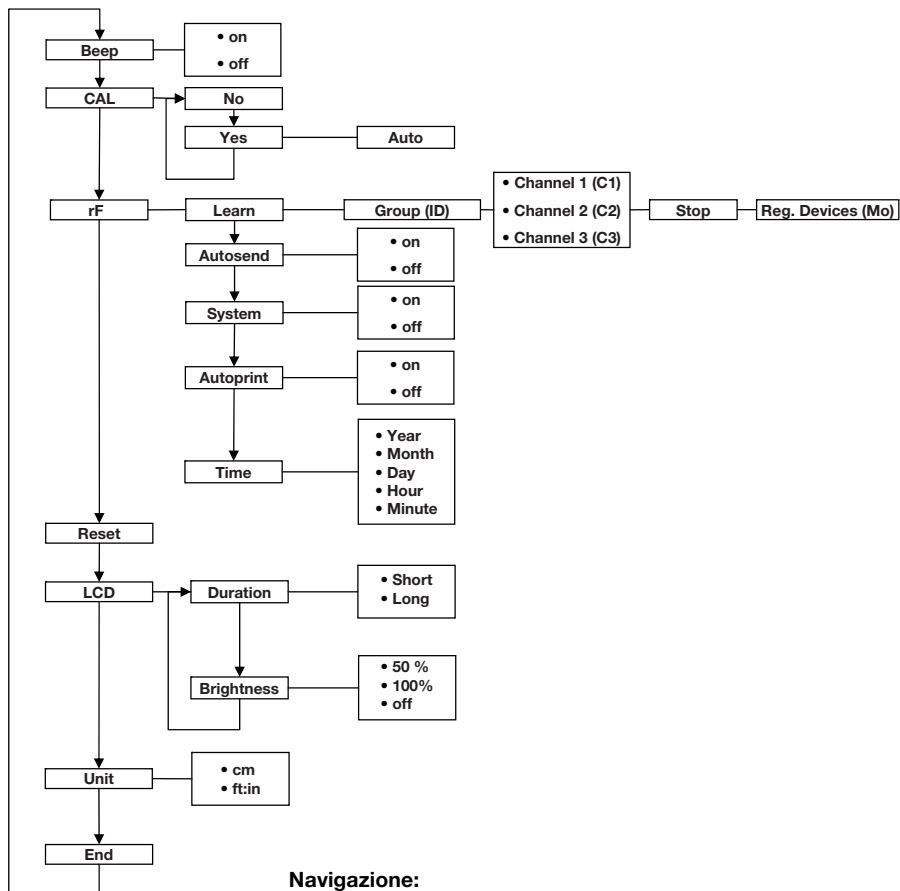 Beep
• on
• off
CAL
No
Yes
Auto
rF
Learn
Group (ID)
• Channel 1 (C1)
• Channel 2 (C2)
• Channel 3 (C3)
Stop
Reg. Devices (Mo)
Autosend
• on
• off
System
• on
• off
Autoprint
• on
• off
Time
• Year
• Month
• Day
• Hour
• Minute
Reset
LCD
Duration
• Short
• Long
Brightness
• 50 %
• 100%
• off
Unit
• cm
• ft:in
End
Navigazione: